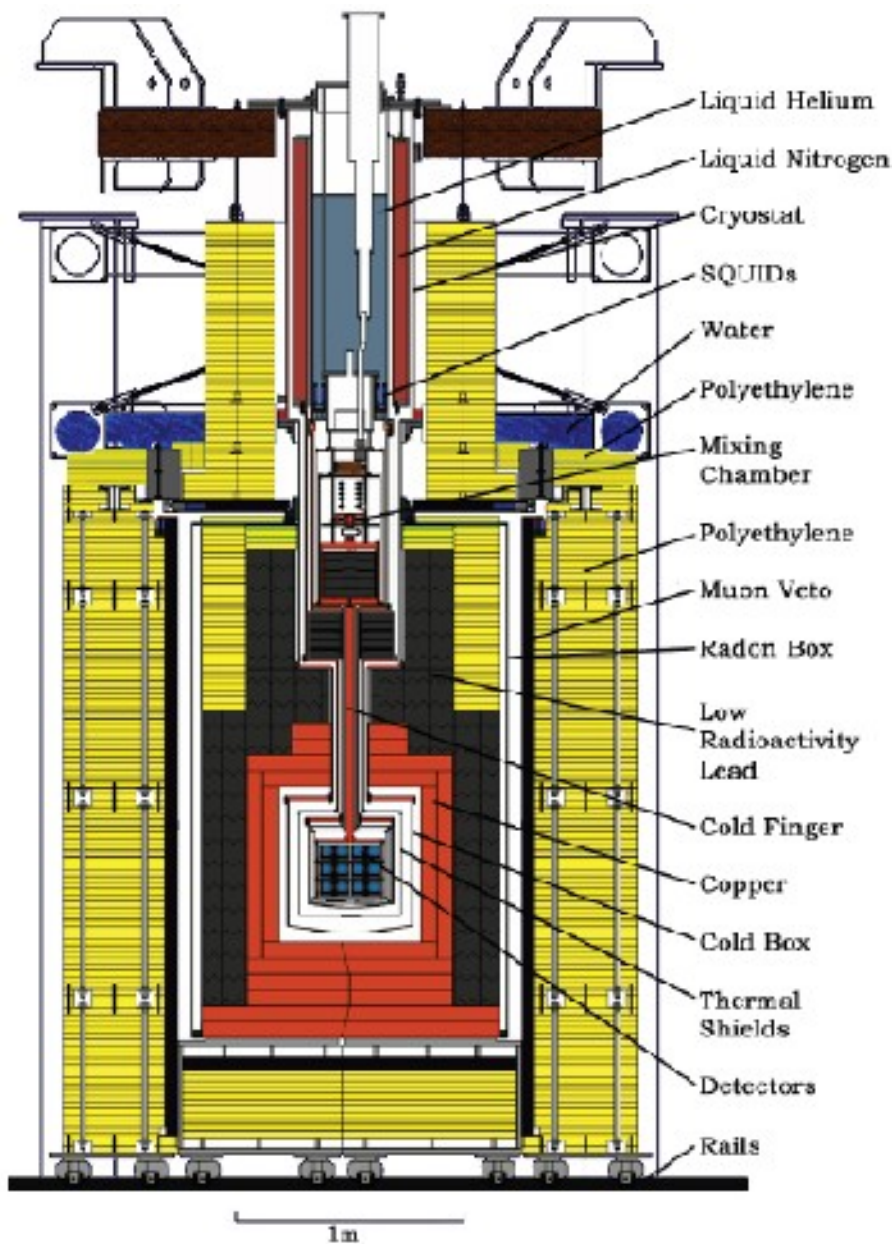 Liquid Helium
Liquid Nitrogen
Cryostat
SQUIDs
Water
Polyethylene
Mixing
Chamber
Polyethylene
Muon Veto
Radon Box
Low
Radioactivity
Lead
Cold Finger
Copper
Cold Box
Thermal
Shields
Detectors
Rails
1m